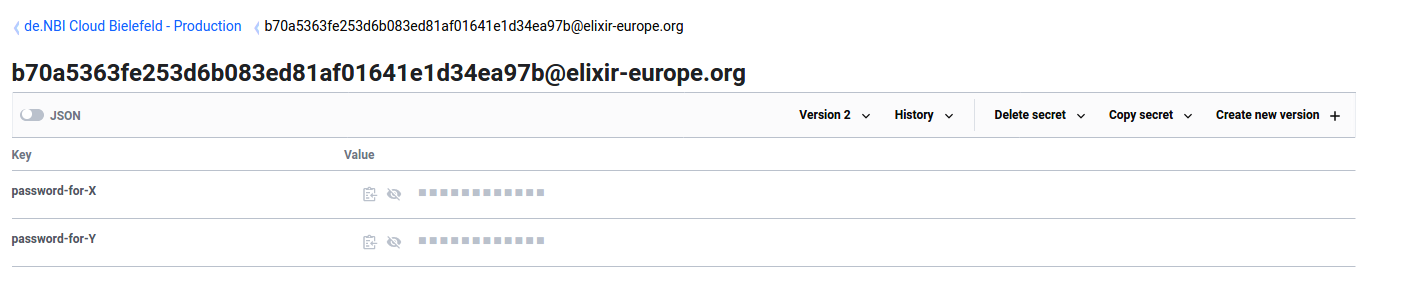 de.NBI Cloud Bielefeld - Production b70a5363fe253d6b083ed81af01641e1d34ea97b@elixir-europe.org
b70a5363fe253d6b083ed81af01641e1d34ea97b@elixir-europe.org
JSON Version 2 History Delete secret Copy secret Create new version +
Key Value
password-for-X
password-for-Y